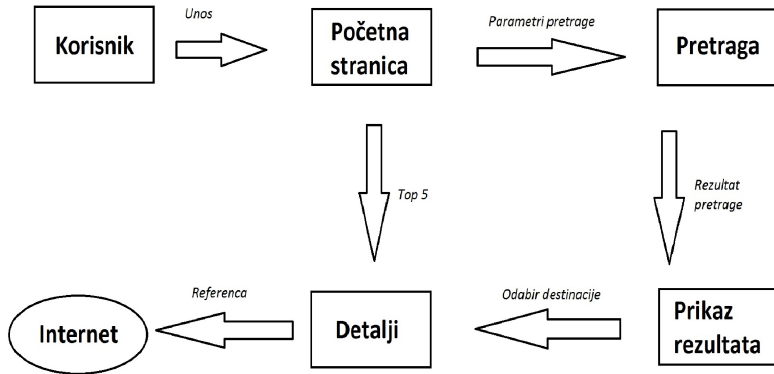 Unos
Parametri pretrage
Korisnik
Početna
stranica
Pretraga
Top 5
Rezultat
pretrage
Referenca
Odabir destinacije
Internet
Detalji
Prikaz
rezultata